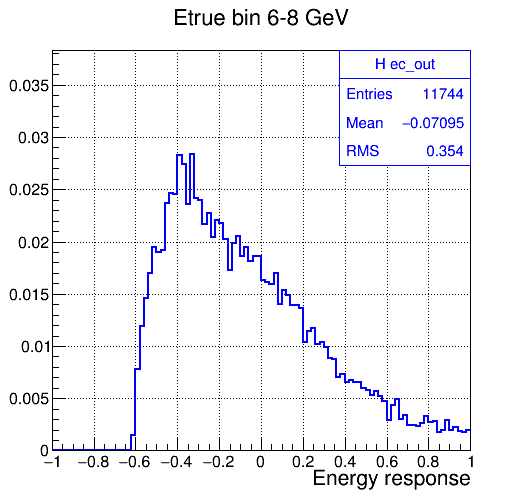 Etrue bin 6-8 GeV
H ec_out
Entries 11744
Mean −0.07095
RMS 0.354
0.035
0.03
0.025
0.02
0.015
0.01
0.005
0
−1 −0.8 −0.6 −0.4 −0.2 0 0.2 0.4 0.6 0.8 1
Energy response